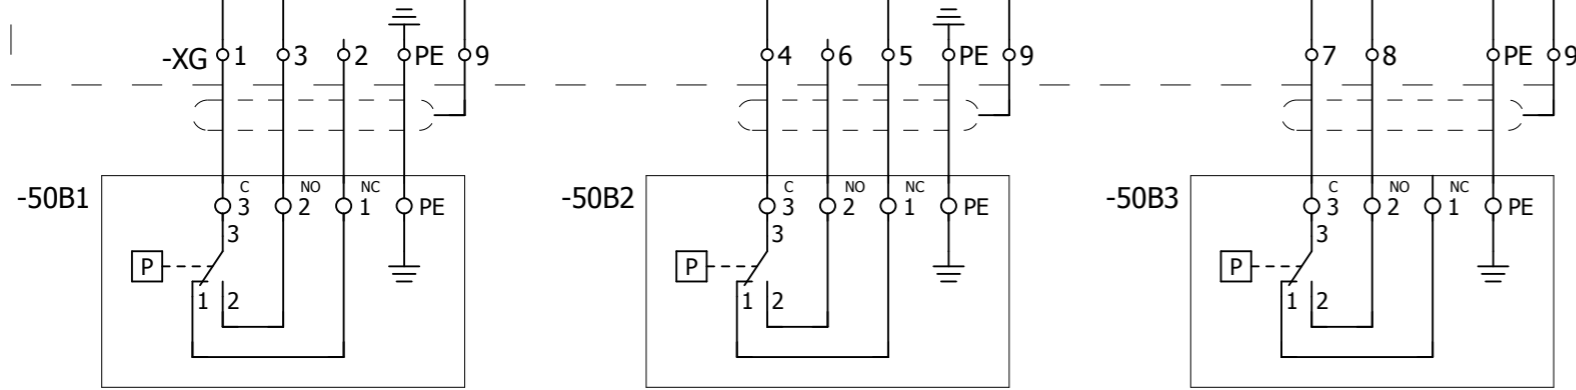 -XG 1 3 2 PE 9 4 6 5 PE 9 7 8 PE 9
-50B1 C NO NC -50B2 C NO NC -50B3 C NO NC
3 2 1 PE 3 2 1 PE 3 2 1 PE
3 3 3
P P P
1 2 1 2 1 2